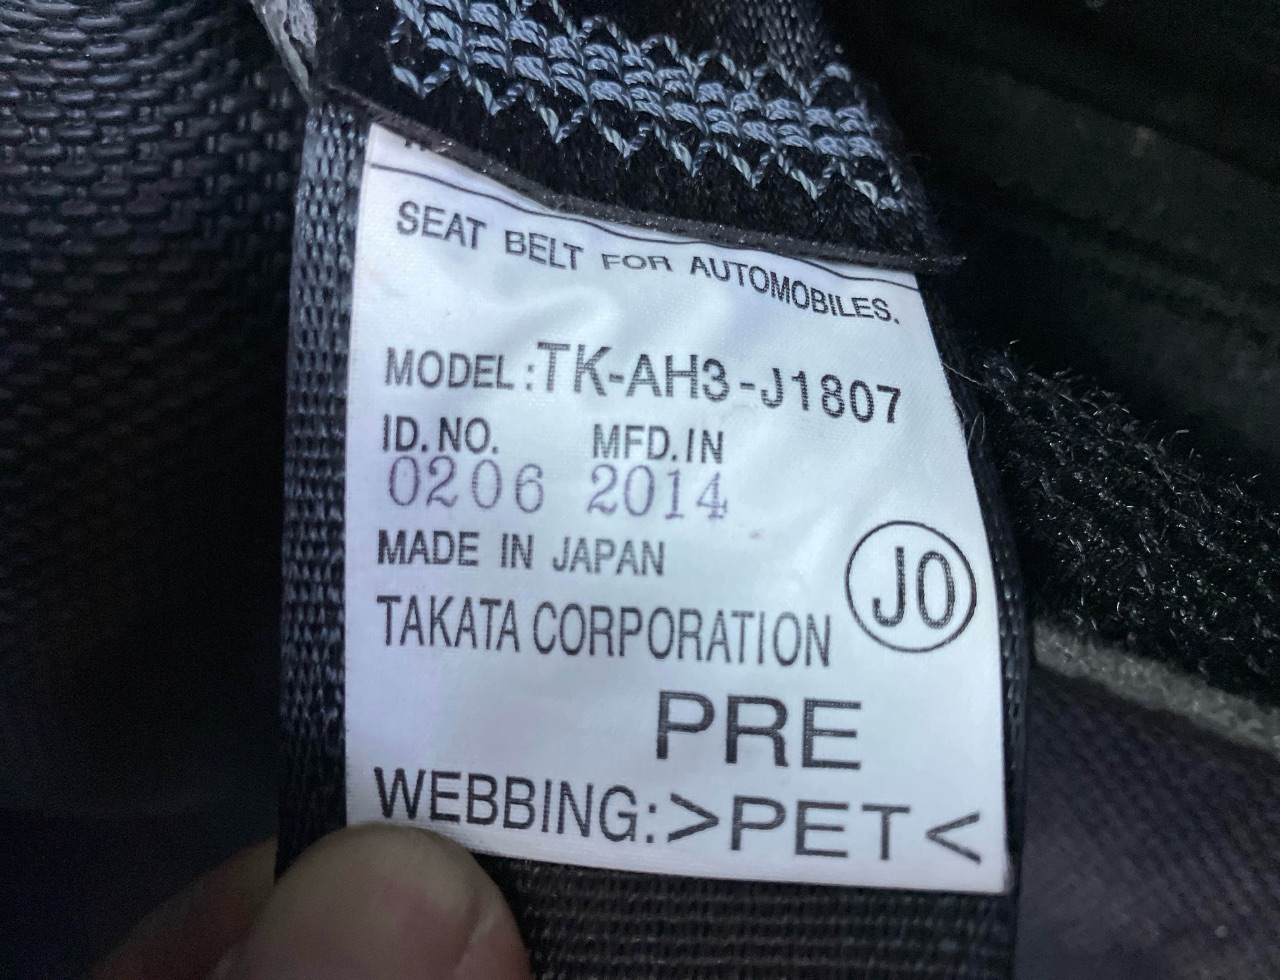 SEAT BELT FOR AUTOMOBILES.
MODEL:TK-AH3-J1807
ID.NO. MFD.IN
0206 2014
MADE IN JAPAN
TAKATA CORPORATION
JO
PRE
WEBBING:>PET<